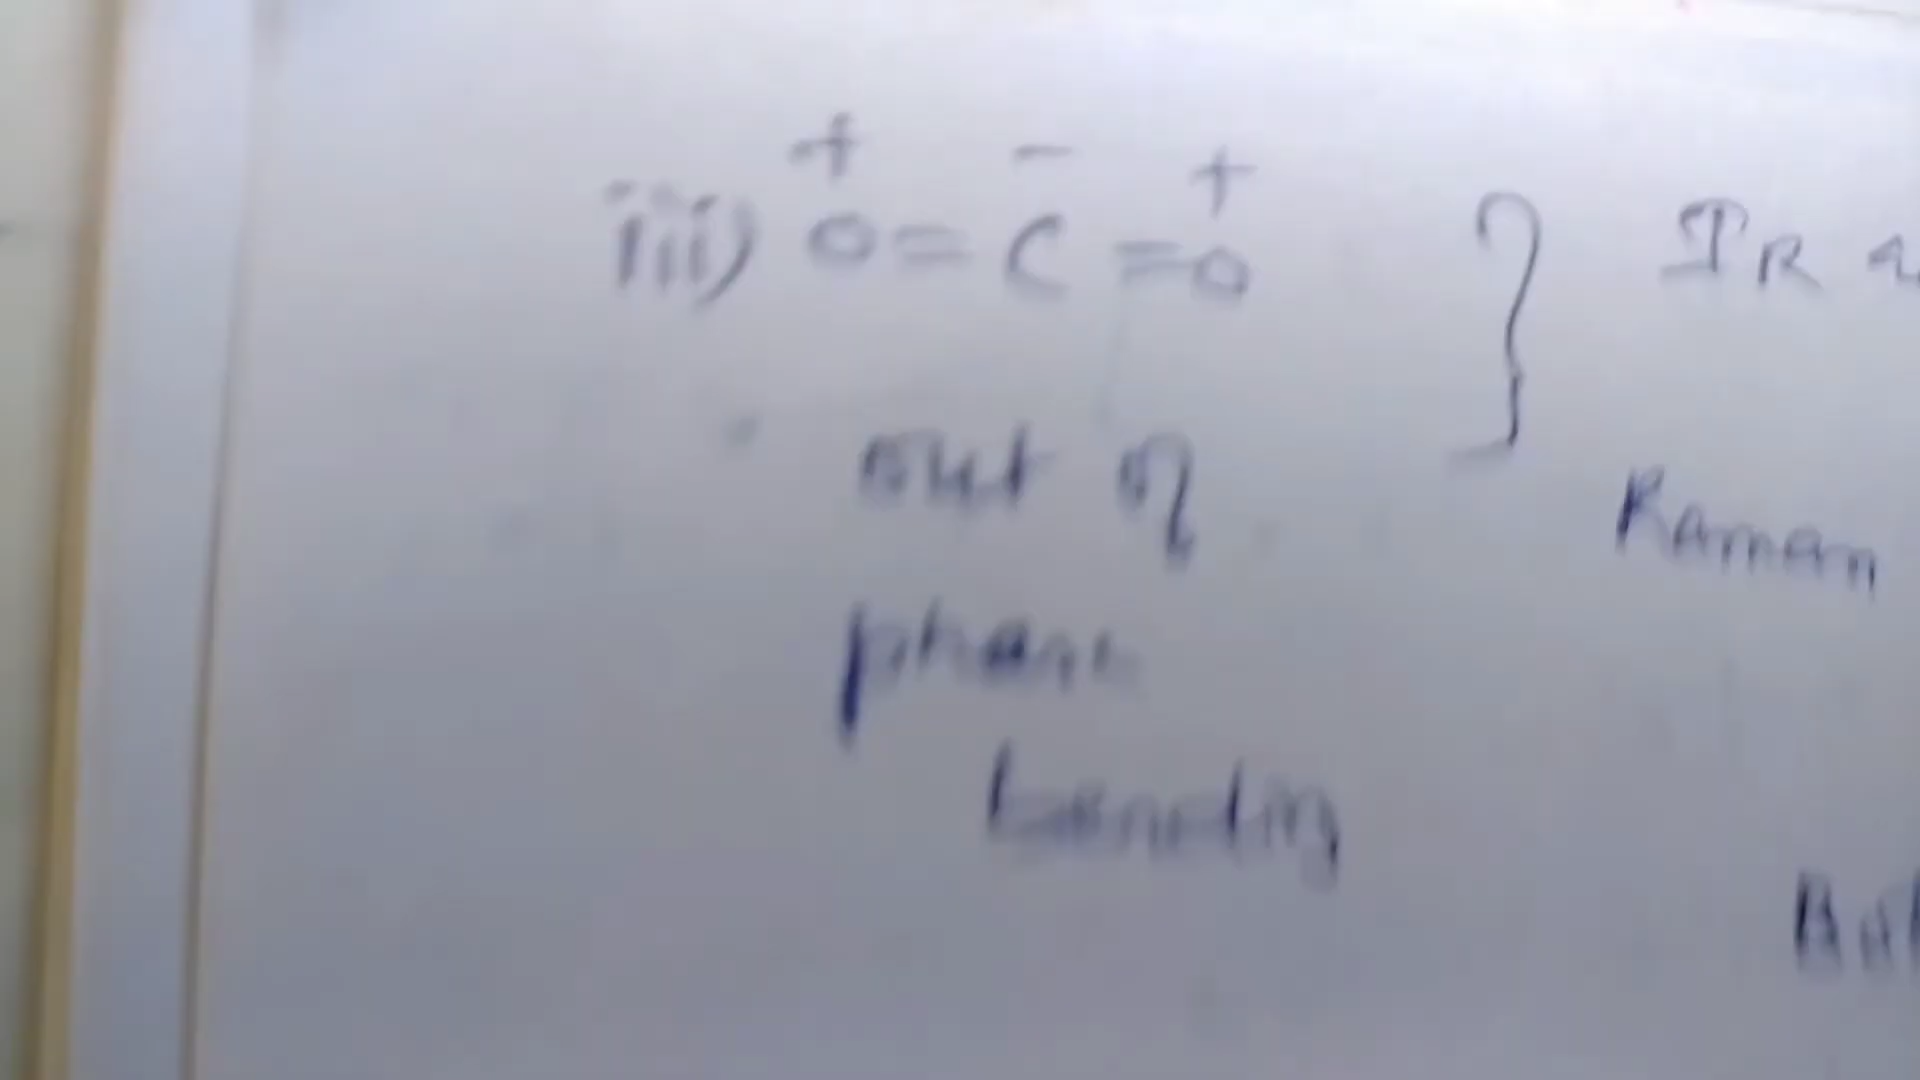 + − +
iii) O = C = O } IR
out of
Raman
phase
bending